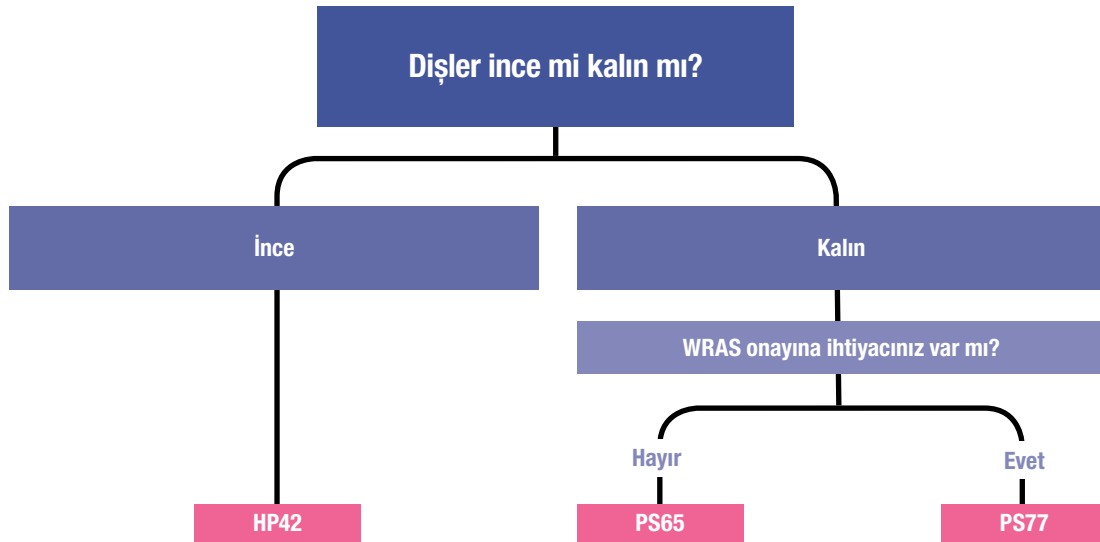 Dişler ince mi kalın mı?
İnce
Kalın
WRAS onayına ihtiyacınız var mı?
Hayır
Evet
HP42
PS65
PS77